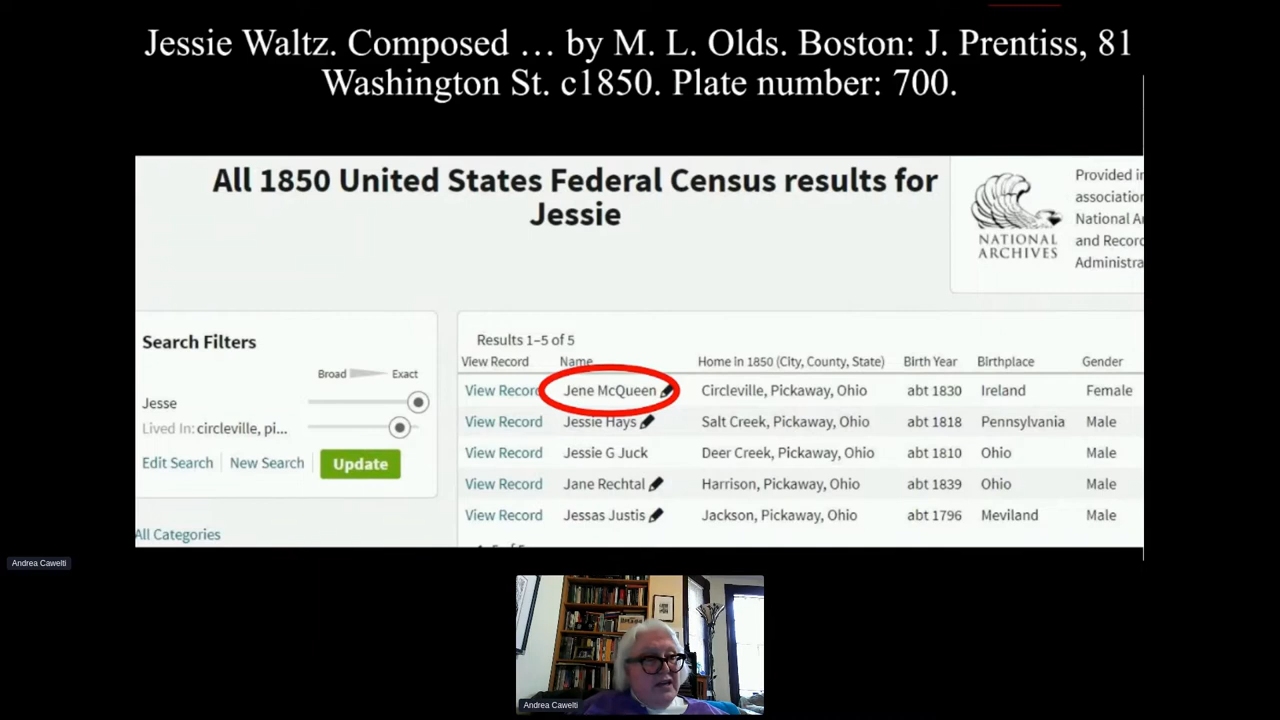 Jessie Waltz. Composed … by M. L. Olds. Boston: J. Prentiss, 81
Washington St. c1850. Plate number: 700.
All 1850 United States Federal Census results for
Jessie
NATIONAL
ARCHIVES
Provided in
association
National A
and Recor
Administra
Search Filters
Broad Exact
Jesse
Lived In: circleville, pi...
Edit Search New Search Update
All Categories
Results 1–5 of 5
View Record Name Home in 1850 (City, County, State) Birth Year Birthplace Gender
View Record Jene McQueen Circleville, Pickaway, Ohio abt 1830 Ireland Female
View Record Jessie Hays Salt Creek, Pickaway, Ohio abt 1818 Pennsylvania Male
View Record Jessie G Juck Deer Creek, Pickaway, Ohio abt 1810 Ohio Male
View Record Jane Rechtal Harrison, Pickaway, Ohio abt 1839 Ohio Male
View Record Jessas Justis Jackson, Pickaway, Ohio abt 1796 Meviland Male
Andrea Cawelti
Andrea Cawelti